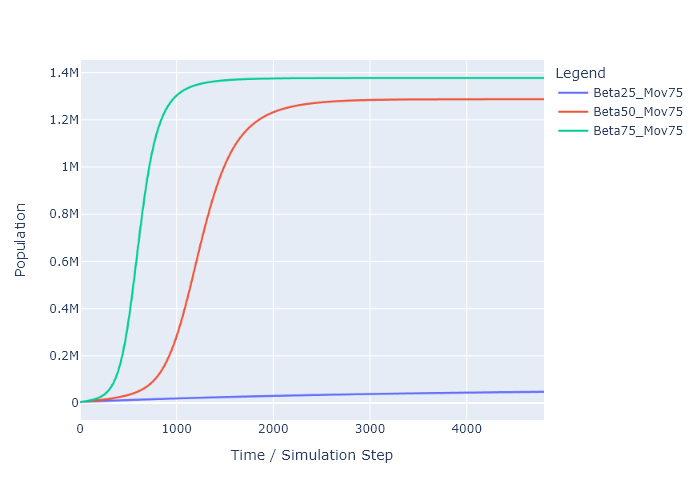 1.4M
1.2M
1M
0.8M
0.6M
0.4M
0.2M
0
Population
0
1000
2000
3000
4000
Time / Simulation Step
Legend
Beta25_Mov75
Beta50_Mov75
Beta75_Mov75